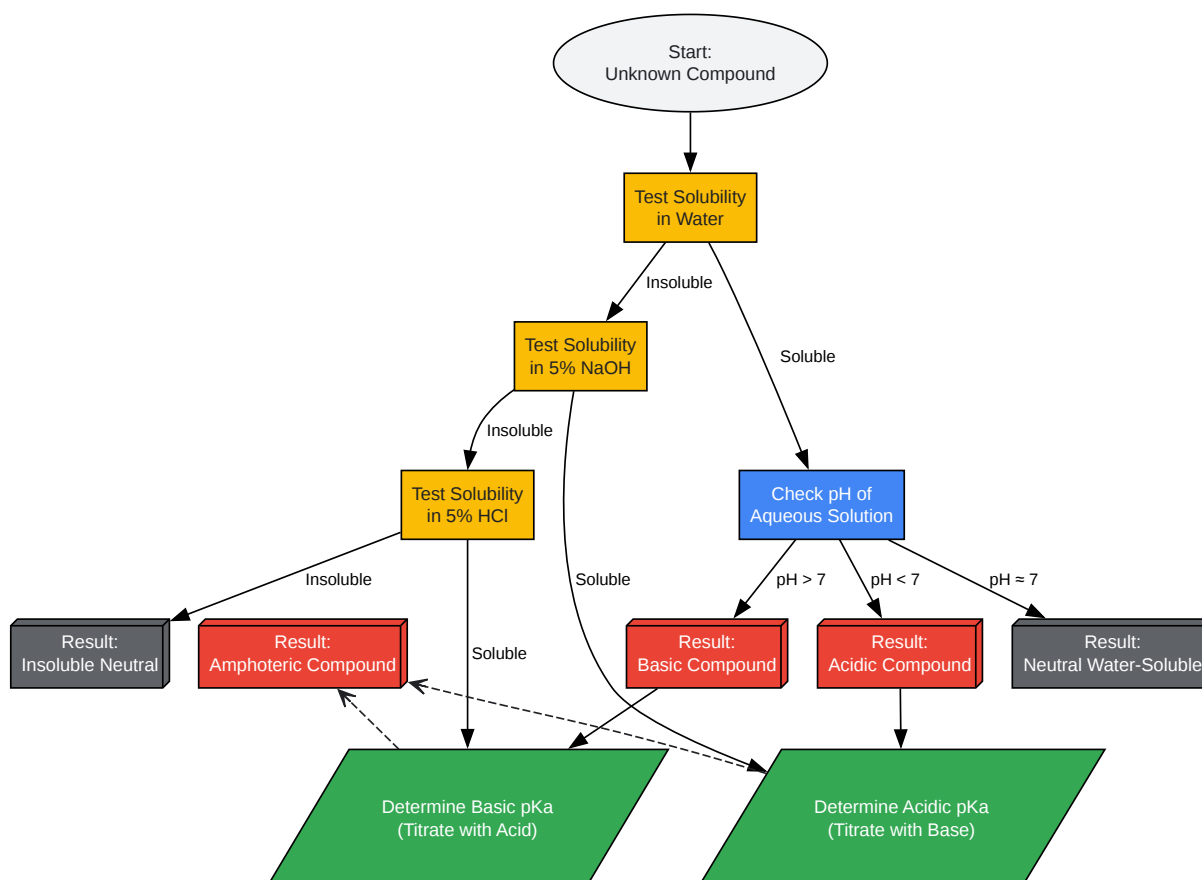 Start:
Unknown Compound
Test Solubility
in Water
Insoluble
Soluble
Test Solubility
in 5% NaOH
Insoluble
Soluble
Test Solubility
in 5% HCl
Check pH of
Aqueous Solution
Insoluble
Soluble
pH > 7
pH < 7
pH ≈ 7
Result:
Insoluble Neutral
Result:
Amphoteric Compound
Result:
Basic Compound
Result:
Acidic Compound
Result:
Neutral Water-Soluble
Determine Basic pKa
(Titrate with Acid)
Determine Acidic pKa
(Titrate with Base)